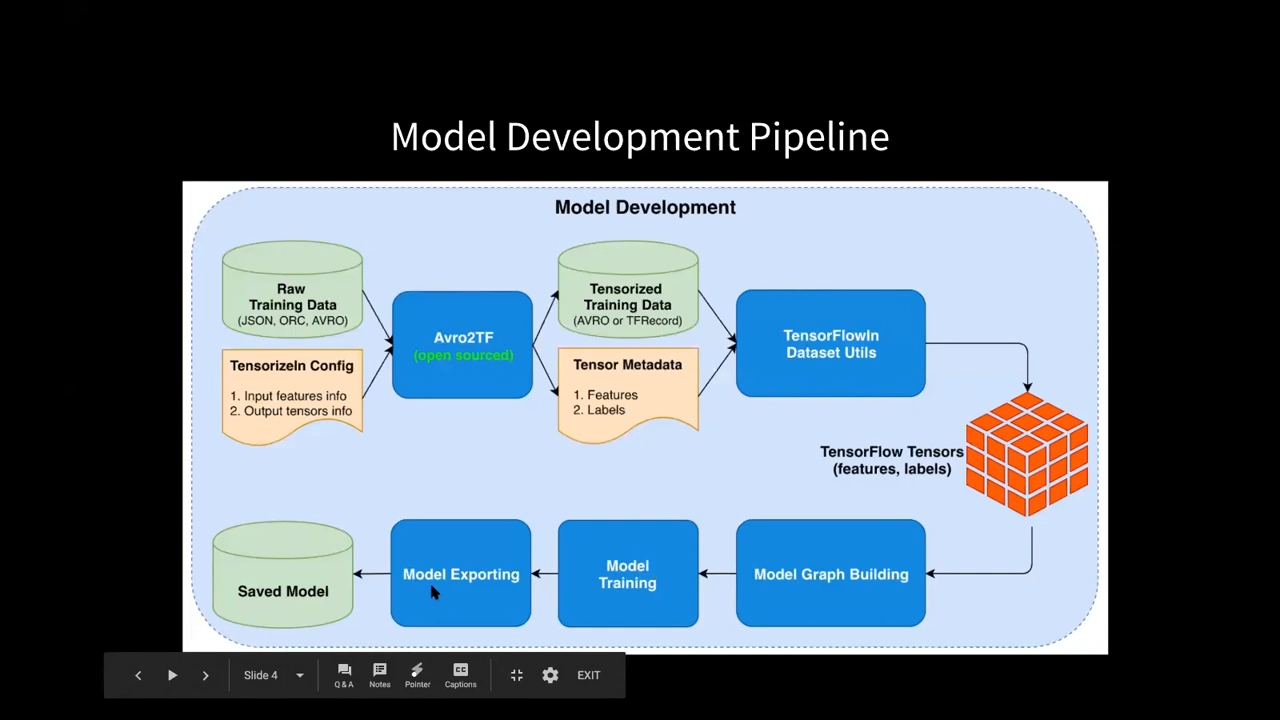 Model Development Pipeline
Model Development
Raw
Training Data
(JSON, ORC, AVRO)
TensorizeIn Config
1. Input features info
2. Output tensors info
Avro2TF
(open sourced)
Tensorized
Training Data
(AVRO or TFRecord)
Tensor Metadata
1. Features
2. Labels
TensorFlowIn
Dataset Utils
TensorFlow Tensors
(features, labels)
Model Graph Building
Model
Training
Model Exporting
Saved Model
Slide 4
Q & A
Notes
Pointer
CC
Captions
EXIT